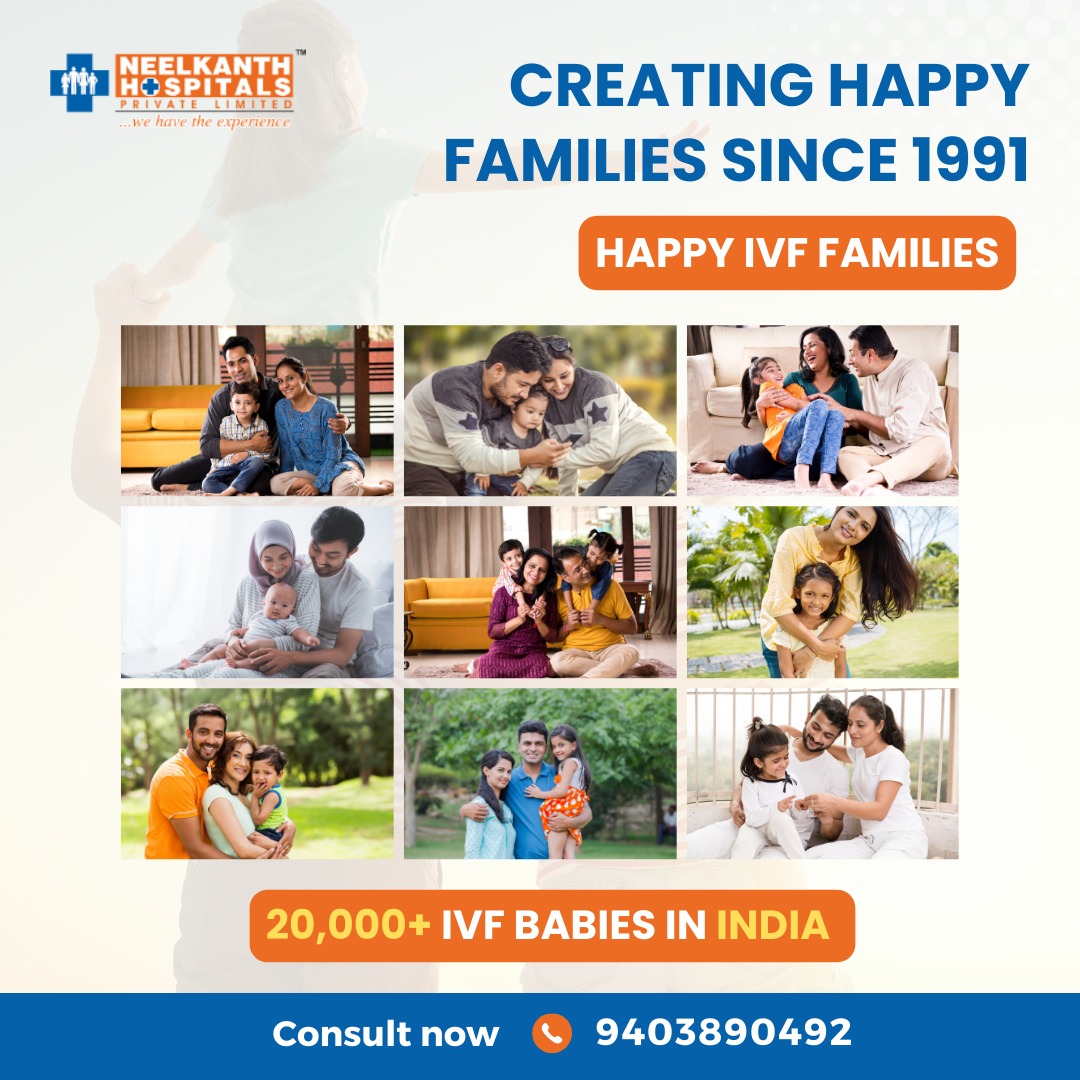 NEELKANTH
HOSPITALS
PRIVATE LIMITED
...we have the experience
TM
CREATING HAPPY
FAMILIES SINCE 1991
HAPPY IVF FAMILIES
20,000+ IVF BABIES IN INDIA
Consult now 9403890492